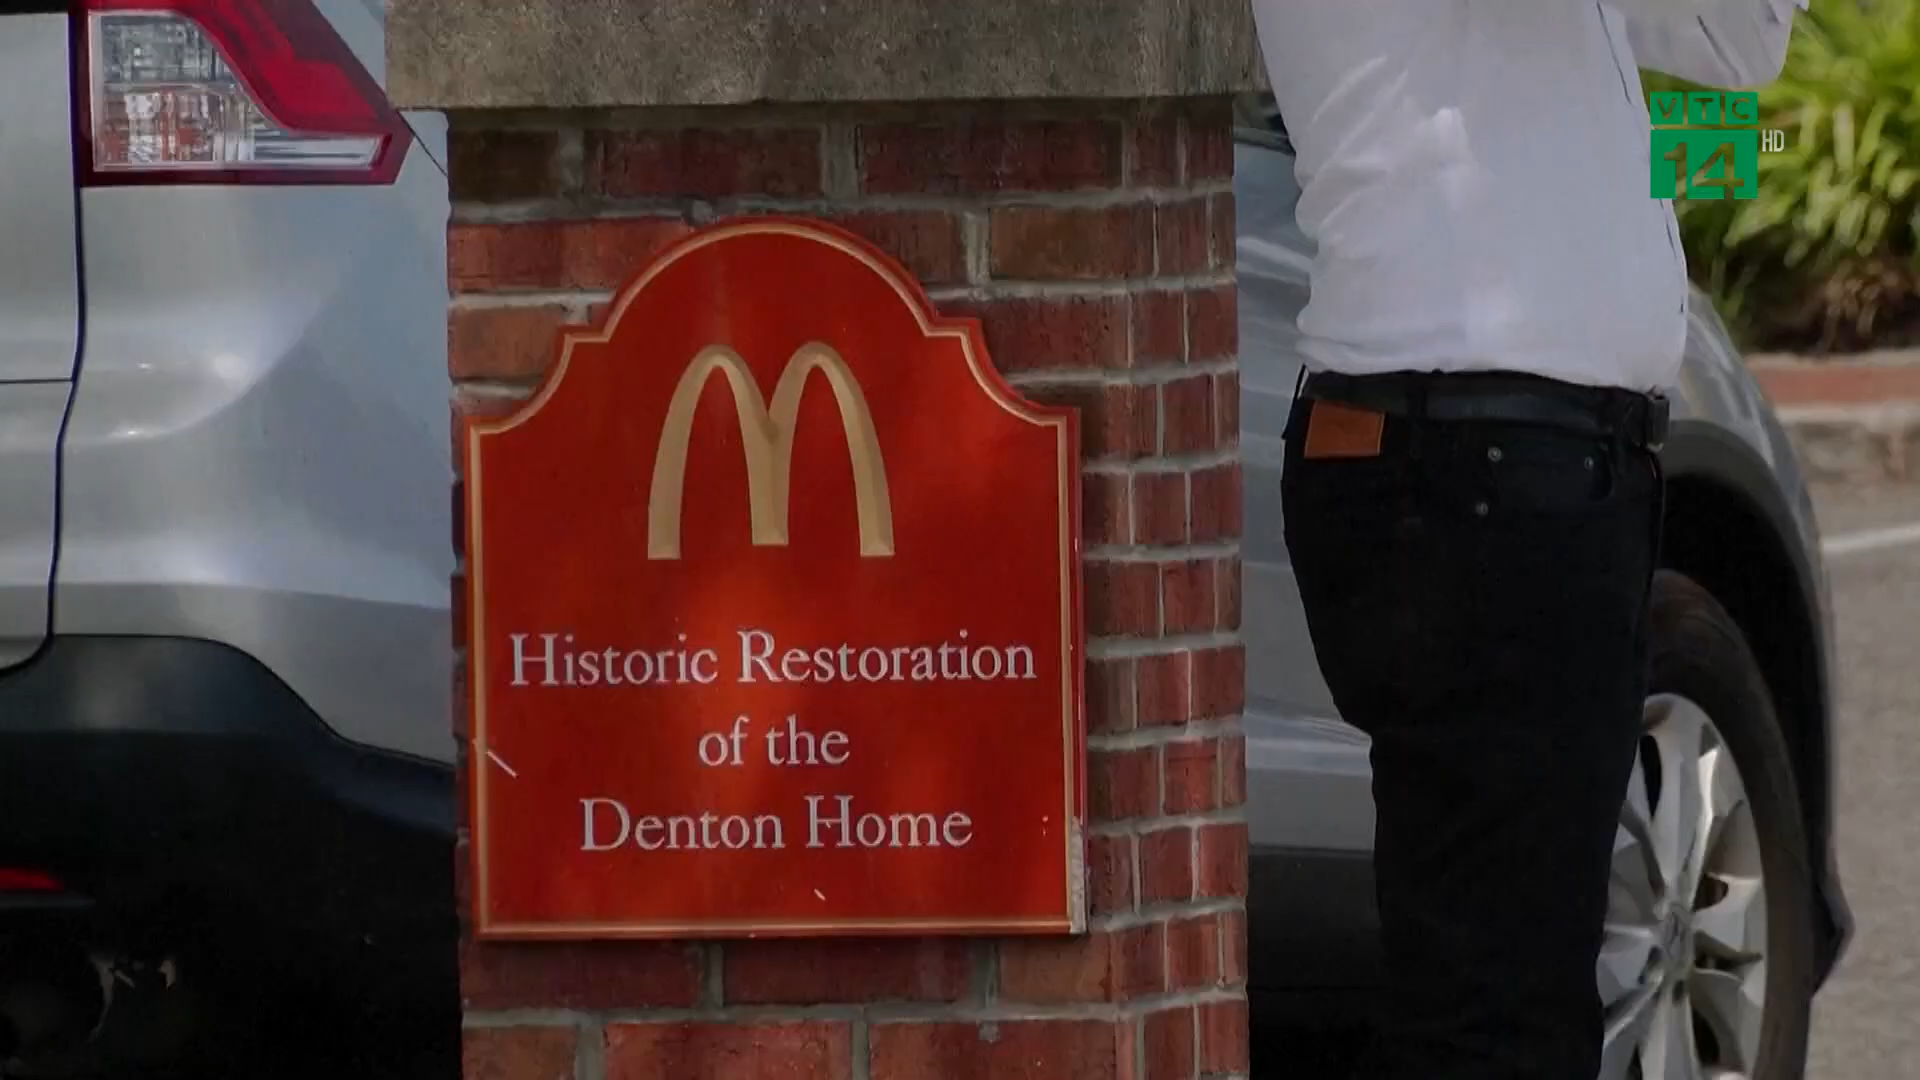 VTC
14 HD
M
Historic Restoration
of the
Denton Home